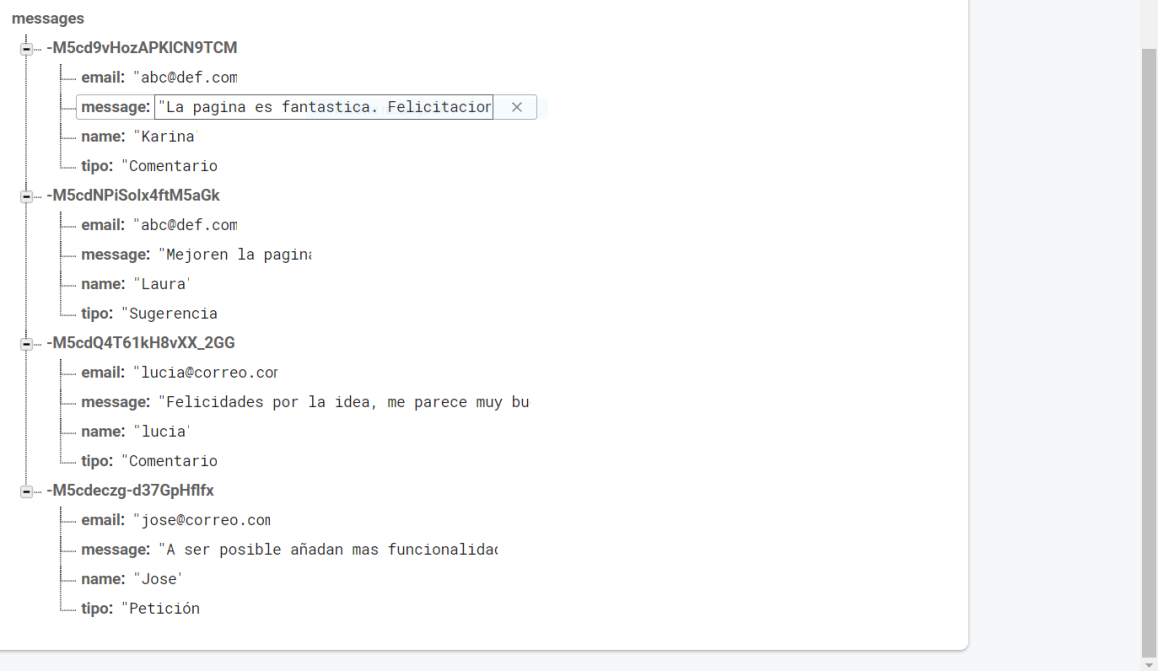 messages
-M5cd9vHozAPKICN9TCM
email: "abc@def.com
message: "La pagina es fantastica. Felicitacior
name: "Karina"
tipo: "Comentario
-M5cdNPiSolx4ftM5aGk
email: "abc@def.com
message: "Mejoren la pagina
name: "Laura"
tipo: "Sugerencia
-M5cdQ4T61kH8vXX_2GG
email: "lucia@correo.com
message: "Felicidades por la idea, me parece muy bu
name: "lucia"
tipo: "Comentario
-M5cdeczg-d37GpHflfx
email: "jose@correo.com
message: "A ser posible añadan mas funcionalidad
name: "Jose"
tipo: "Petición